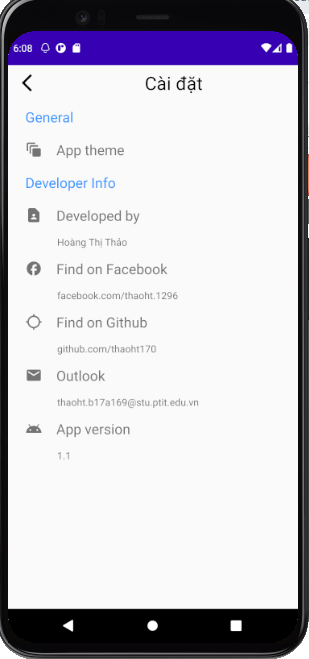 6:08
Cài đặt
General
App theme
Developer Info
Developed by
Hoàng Thị Thảo
Find on Facebook
facebook.com/thaoht.1296
Find on Github
github.com/thaoht170
Outlook
thaoht.b17a169@stu.ptit.edu.vn
App version
1.1